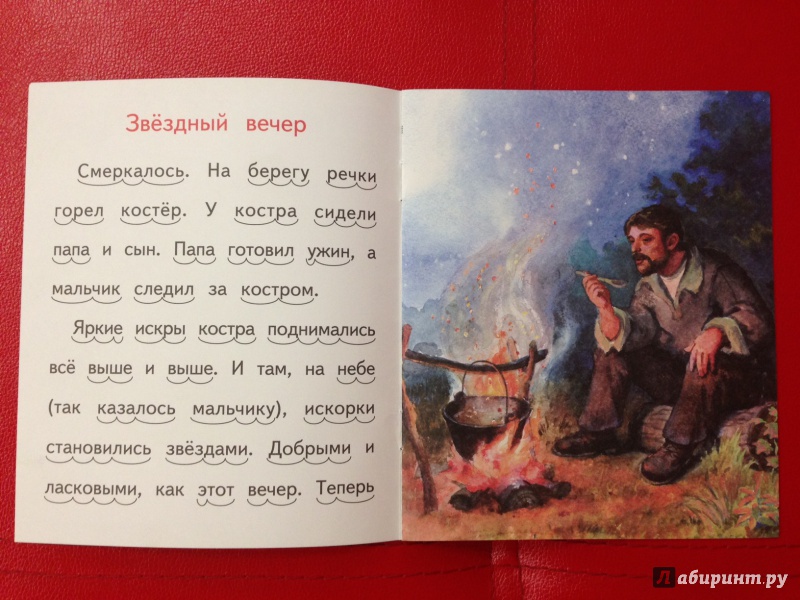 Звёздный вечер
Смеркалось. На берегу речки
горел костёр. У костра сидели
папа и сын. Папа готовил ужин, а
мальчик следил за костром.
Яркие искры костра поднимались
всё выше и выше. И там, на небе
(так казалось мальчику), искорки
становились звёздами. Добрыми и
ласковыми, как этот вечер. Теперь
Лабиринт.ру